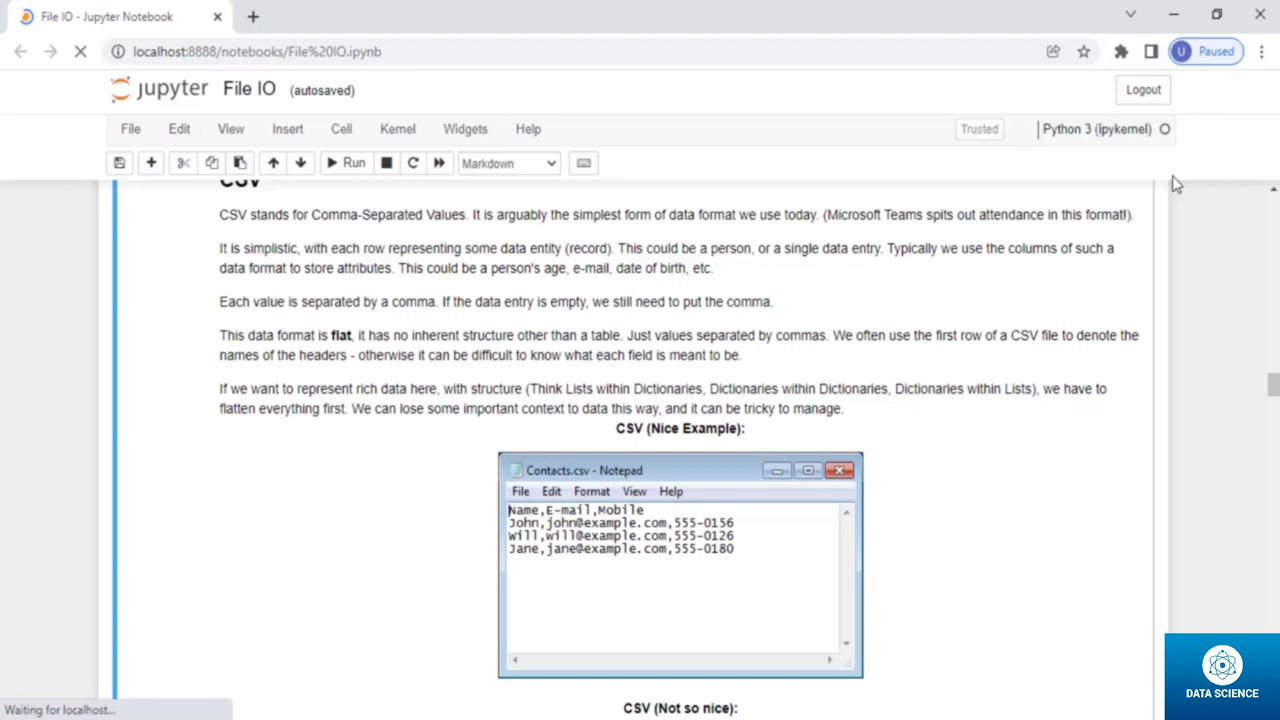 File IO - Jupyter Notebook
localhost:8888/notebooks/File%20IO.ipynb
U Paused
jupyter File IO (autosaved)
Logout
File Edit View Insert Cell Kernel Widgets Help
Trusted
Python 3 (ipykernel)
Run
Markdown
CSV
CSV stands for Comma-Separated Values. It is arguably the simplest form of data format we use today. (Microsoft Teams spits out attendance in this format!).
It is simplistic, with each row representing some data entity (record). This could be a person, or a single data entry. Typically we use the columns of such a
data format to store attributes. This could be a person's age, e-mail, date of birth, etc.
Each value is separated by a comma. If the data entry is empty, we still need to put the comma.
This data format is flat, it has no inherent structure other than a table. Just values separated by commas. We often use the first row of a CSV file to denote the
names of the headers - otherwise it can be difficult to know what each field is meant to be.
If we want to represent rich data here, with structure (Think Lists within Dictionaries, Dictionaries within Dictionaries, Dictionaries within Lists), we have to
flatten everything first. We can lose some important context to data this way, and it can be tricky to manage.
CSV (Nice Example):
Contacts.csv - Notepad
File Edit Format View Help
Name,E-mail,Mobile
John,john@example.com,555-0156
Will,will@example.com,555-0126
Jane,jane@example.com,555-0180
CSV (Not so nice):
Waiting for localhost...
DATA SCIENCE